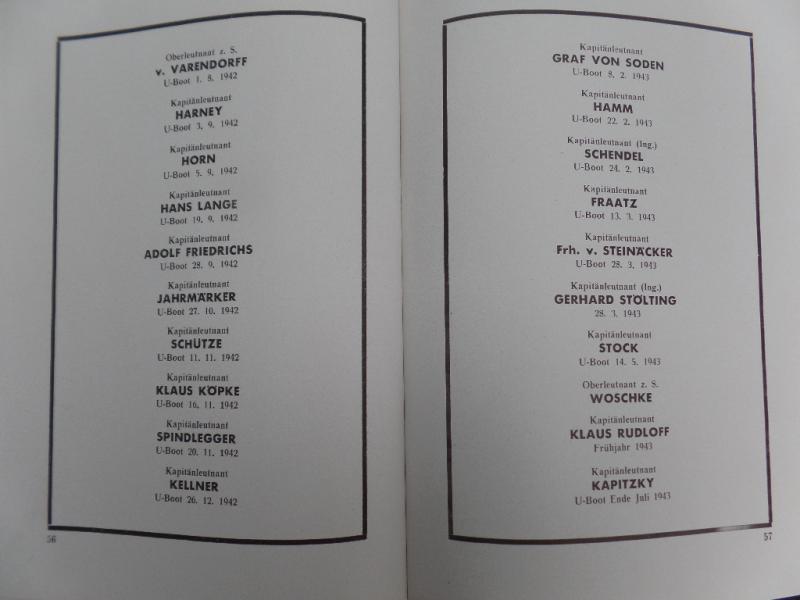 Oberleutnant z. S.
v. VARENDORFF
U-Boot 1. 8. 1942
Kapitänleutnant
HARNEY
U-Boot 3. 9. 1942
Kapitänleutnant
HORN
U-Boot 5. 9. 1942
Kapitänleutnant
HANS LANGE
U-Boot 19. 9. 1942
Kapitänleutnant
ADOLF FRIEDRICHS
U-Boot 28. 9. 1942
Kapitänleutnant
JAHRMÄRKER
U-Boot 27. 10. 1942
Kapitänleutnant
SCHÜTZE
U-Boot 11. 11. 1942
Kapitänleutnant
KLAUS KÖPKE
U-Boot 16. 11. 1942
Kapitänleutnant
SPINDLEGGER
U-Boot 20. 11. 1942
Kapitänleutnant
KELLNER
U-Boot 26. 12. 1942
56
Kapitänleutnant
GRAF VON SODEN
U-Boot 8. 2. 1943
Kapitänleutnant
HAMM
U-Boot 22. 2. 1943
Kapitänleutnant (Ing.)
SCHENDEL
U-Boot 24. 2. 1943
Kapitänleutnant
FRAATZ
U-Boot 13. 3. 1943
Kapitänleutnant
Frh. v. STEINÄCKER
U-Boot 28. 3. 1943
Kapitänleutnant (Ing.)
GERHARD STÖLTING
28. 3. 1943
Kapitänleutnant
STOCK
U-Boot 14. 5. 1943
Oberleutnant z. S.
WOSCHKE
Kapitänleutnant
KLAUS RUDLOFF
Frühjahr 1943
Kapitänleutnant
KAPITZKY
U-Boot Ende Juli 1943
57